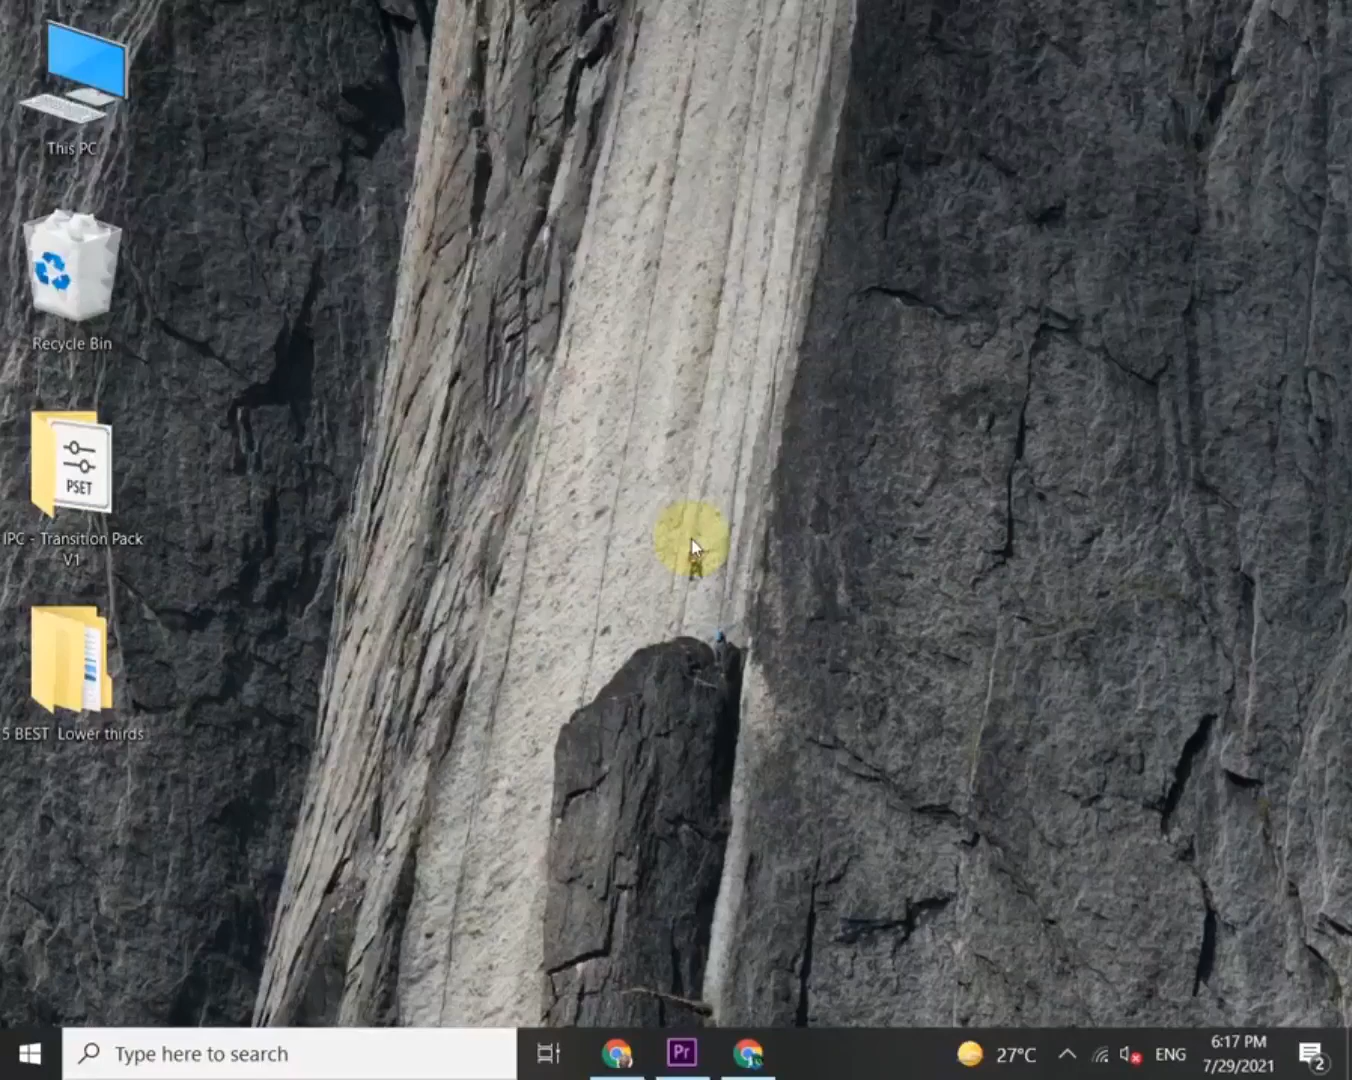 This PC
Recycle Bin
PSET
IPC - Transition Pack
V1
5 BEST Lower thirds
Type here to search
Pr
27°C
ENG
6:17 PM
7/29/2021
2